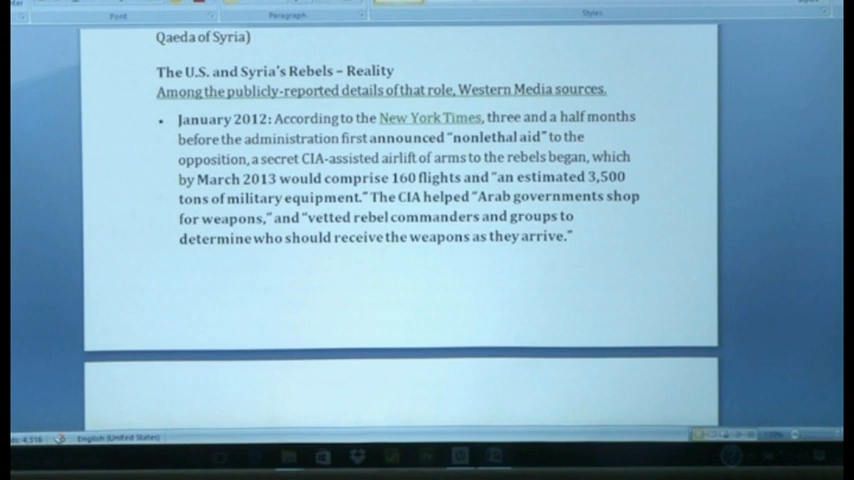 Font
Paragraph
Styles
Qaeda of Syria)
The U.S. and Syria's Rebels – Reality
Among the publicly-reported details of that role, Western Media sources.
• January 2012: According to the New York Times, three and a half months
before the administration first announced "nonlethal aid" to the
opposition, a secret CIA-assisted airlift of arms to the rebels began, which
by March 2013 would comprise 160 flights and "an estimated 3,500
tons of military equipment." The CIA helped "Arab governments shop
for weapons," and "vetted rebel commanders and groups to
determine who should receive the weapons as they arrive."
4,516
English (United States)